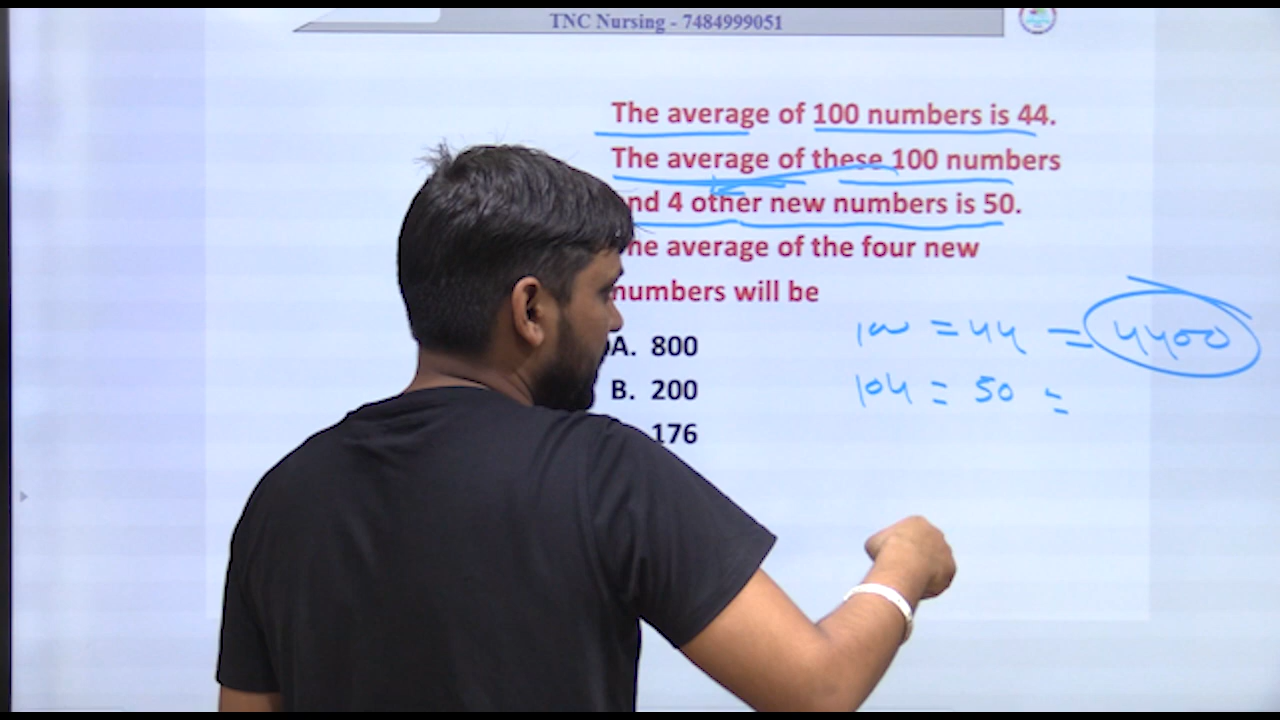 TNC Nursing - 7484999051
The average of 100 numbers is 44.
The average of these 100 numbers
nd 4 other new numbers is 50.
he average of the four new
numbers will be
A. 800
B. 200
176
100 = 44 = 4400
104 = 50 =